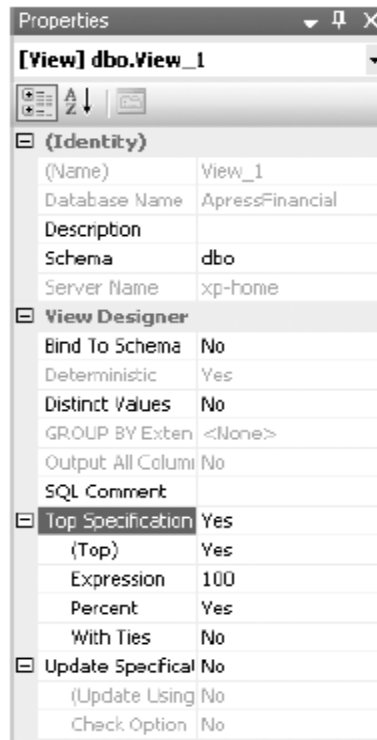 Properties
[View] dbo.View_1
(Identity)
(Name) View_1
Database Name ApressFinancial
Description
Schema dbo
Server Name xp-home
View Designer
Bind To Schema No
Deterministic Yes
Distinct Values No
GROUP BY Exten <None>
Output All Colum No
SQL Comment
Top Specification Yes
(Top) Yes
Expression 100
Percent Yes
With Ties No
Update Specificat No
(Update Using No
Check Option No